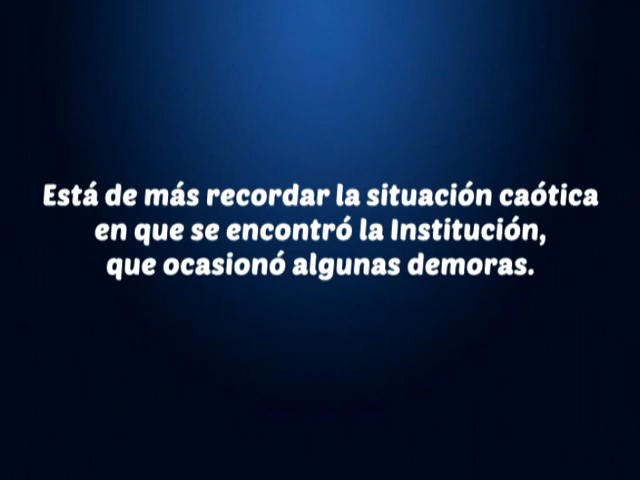 Está de más recordar la situación caótica
en que se encontró la Institución,
que ocasionó algunas demoras.